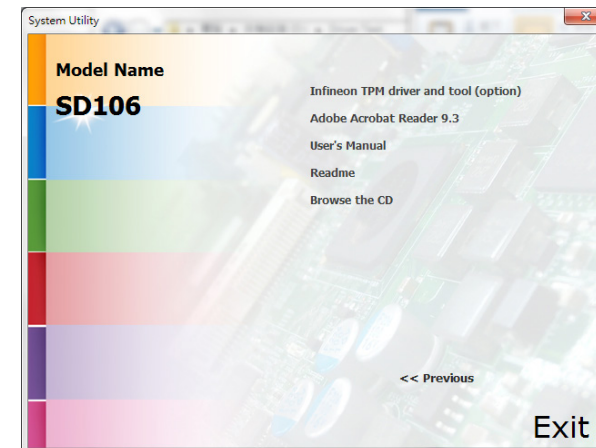 System Utility
Model Name
SD106
Infineon TPM driver and tool (option)
Adobe Acrobat Reader 9.3
User's Manual
Readme
Browse the CD
<< Previous
Exit